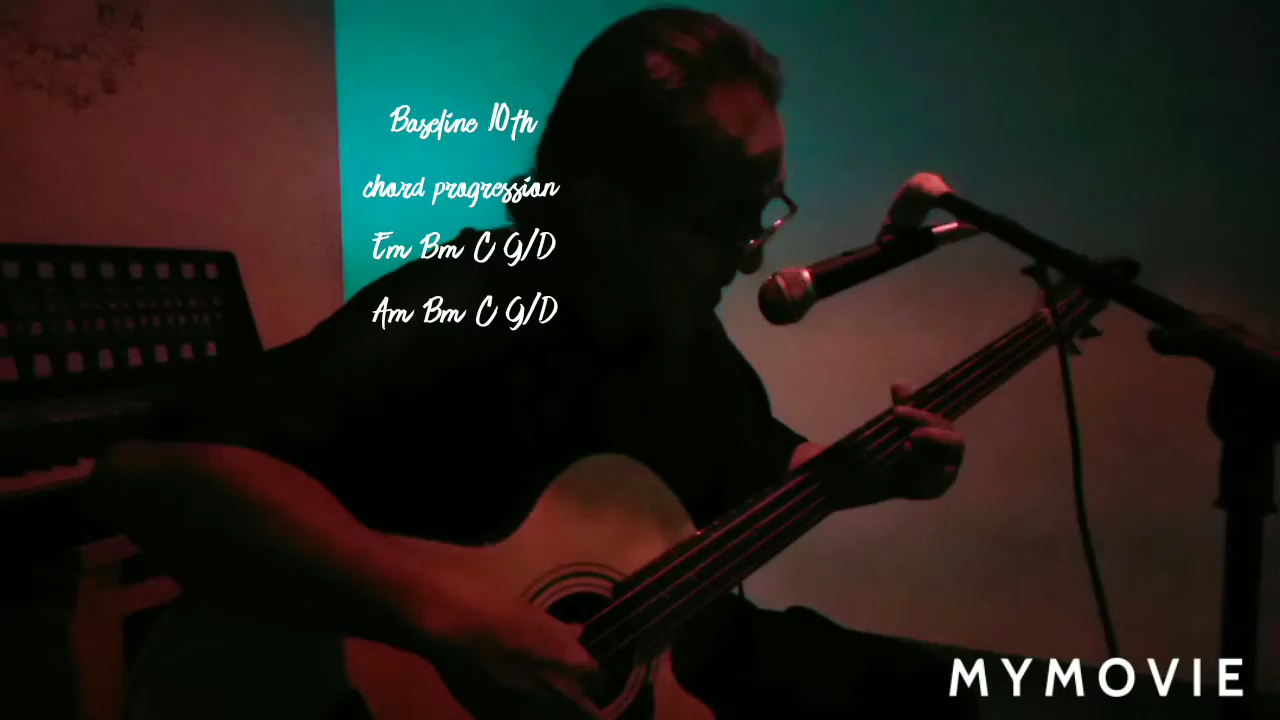 Baseline 10th
chord progression
Em Bm C G/D
Am Bm C G/D
MYMOVIE